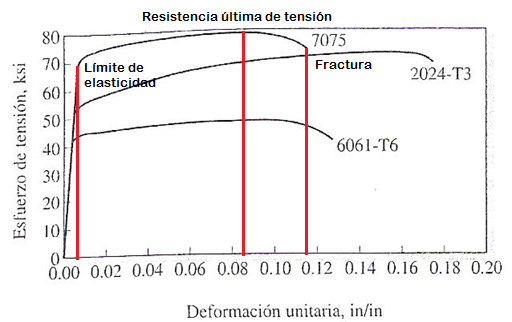 Resistencia última de tensión
80
70
60
50
40
30
20
10
0
Esfuerzo de tensión, ksi
Límite de
elasticidad
7075
Fractura
2024-T3
6061-T6
0.00 0.02 0.04 0.06 0.08 0.10 0.12 0.14 0.16 0.18 0.20
Deformación unitaria, in/in